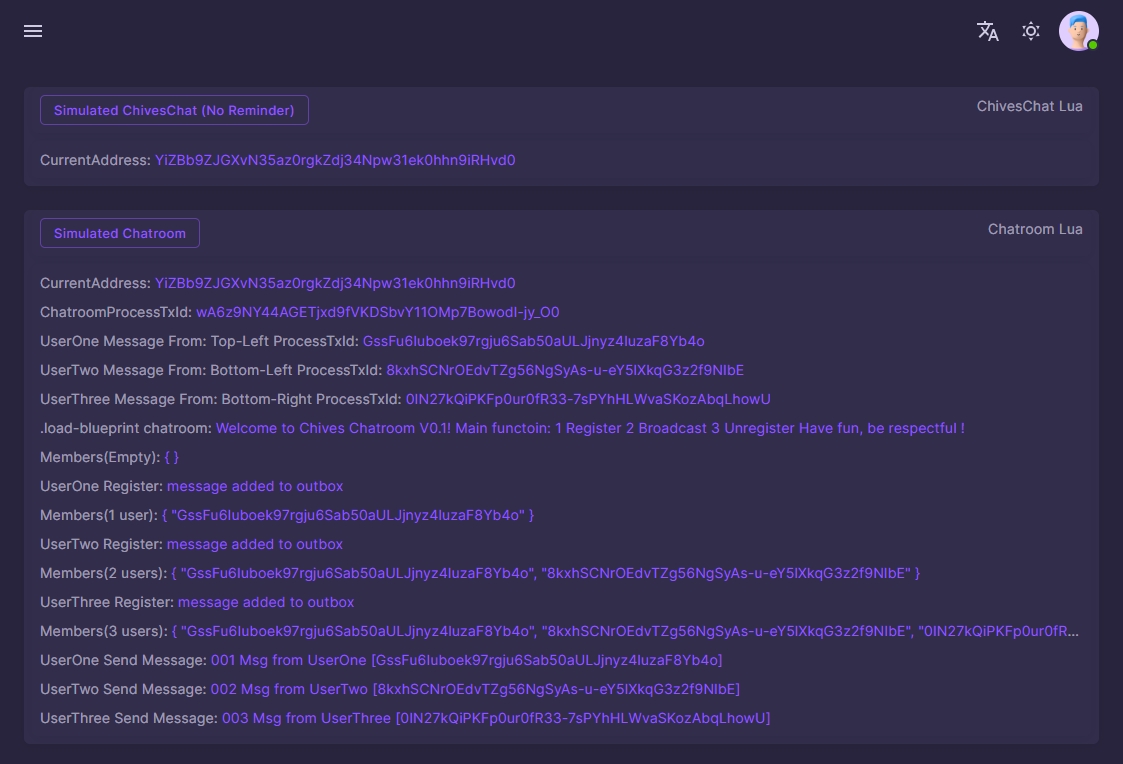 Simulated ChivesChat (No Reminder)
ChivesChat Lua
CurrentAddress: YiZBb9ZJGXvN35az0rgkZdj34Npw31ek0hhn9iRHvd0
Simulated Chatroom
Chatroom Lua
CurrentAddress: YiZBb9ZJGXvN35az0rgkZdj34Npw31ek0hhn9iRHvd0
ChatroomProcessTxId: wA6z9NY44AGETjxd9fVKDSbvY11OMp7BowodI-jy_O0
UserOne Message From: Top-Left ProcessTxId: GssFu6Iuboek97rgju6Sab50aULJjnyz4IuzaF8Yb4o
UserTwo Message From: Bottom-Left ProcessTxId: 8kxhSCNrOEdvTZg56NgSyAs-u-eY5lXkqG3z2f9NIbE
UserThree Message From: Bottom-Right ProcessTxId: 0IN27kQiPKFp0ur0fR33-7sPYhHLWvaSKozAbqLhowU
.load-blueprint chatroom: Welcome to Chives Chatroom V0.1! Main functoin: 1 Register 2 Broadcast 3 Unregister Have fun, be respectful !
Members(Empty): { }
UserOne Register: message added to outbox
Members(1 user): { "GssFu6Iuboek97rgju6Sab50aULJjnyz4IuzaF8Yb4o" }
UserTwo Register: message added to outbox
Members(2 users): { "GssFu6Iuboek97rgju6Sab50aULJjnyz4IuzaF8Yb4o", "8kxhSCNrOEdvTZg56NgSyAs-u-eY5lXkqG3z2f9NIbE" }
UserThree Register: message added to outbox
Members(3 users): { "GssFu6Iuboek97rgju6Sab50aULJjnyz4IuzaF8Yb4o", "8kxhSCNrOEdvTZg56NgSyAs-u-eY5lXkqG3z2f9NIbE", "0IN27kQiPKFp0ur0fR...
UserOne Send Message: 001 Msg from UserOne [GssFu6Iuboek97rgju6Sab50aULJjnyz4IuzaF8Yb4o]
UserTwo Send Message: 002 Msg from UserTwo [8kxhSCNrOEdvTZg56NgSyAs-u-eY5lXkqG3z2f9NIbE]
UserThree Send Message: 003 Msg from UserThree [0IN27kQiPKFp0ur0fR33-7sPYhHLWvaSKozAbqLhowU]